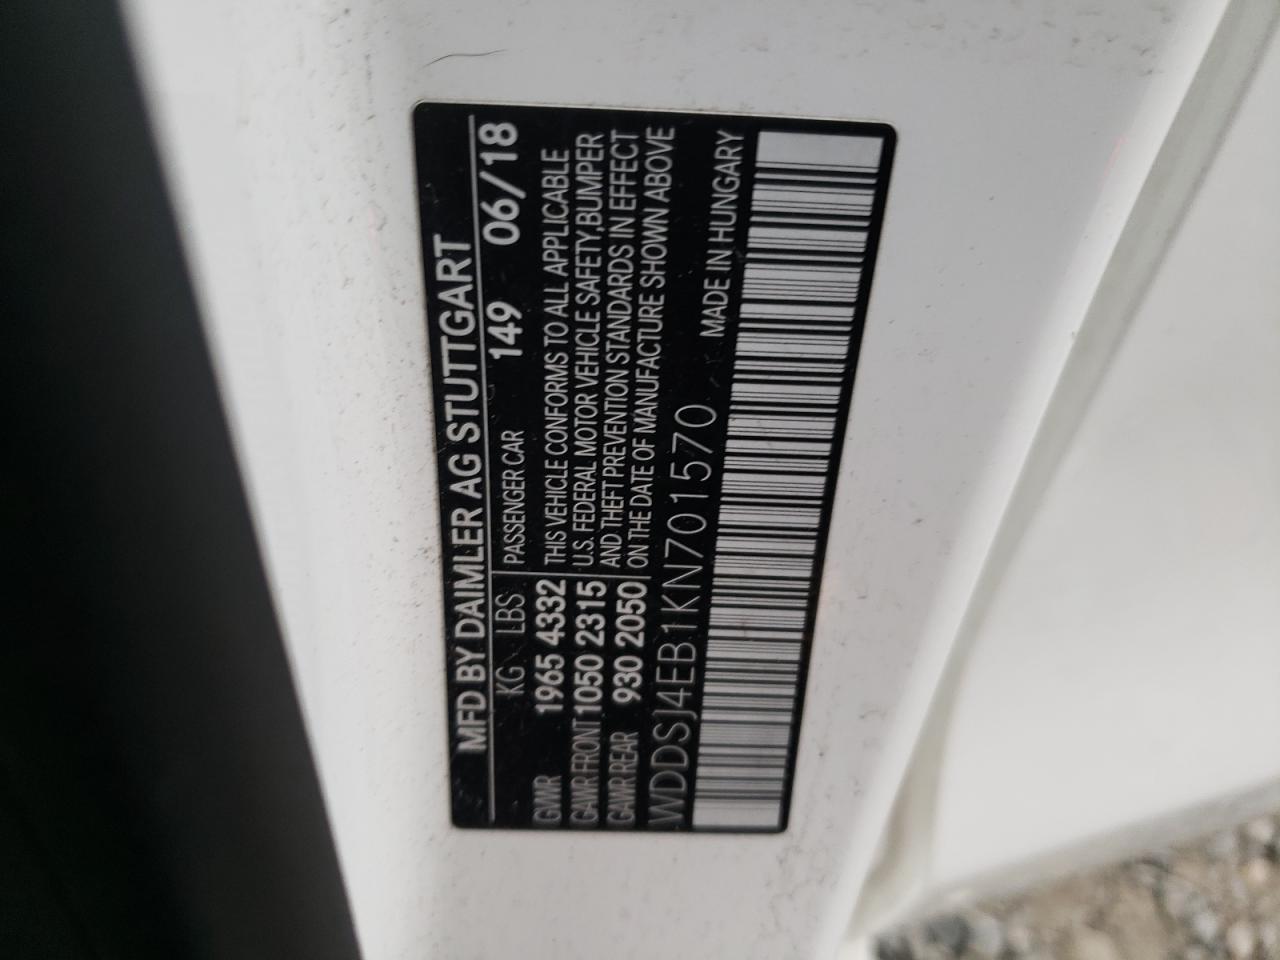 MFD BY DAIMLER AG STUTTGART
KG LBS PASSENGER CAR 149 06/18
GVWR 1965 4332 THIS VEHICLE CONFORMS TO ALL APPLICABLE
GAWR FRONT 1050 2315 U.S. FEDERAL MOTOR VEHICLE SAFETY,BUMPER
GAWR REAR 930 2050 AND THEFT PREVENTION STANDARDS IN EFFECT
ON THE DATE OF MANUFACTURE SHOWN ABOVE
WDDSJ4EB1KN701570 MADE IN HUNGARY